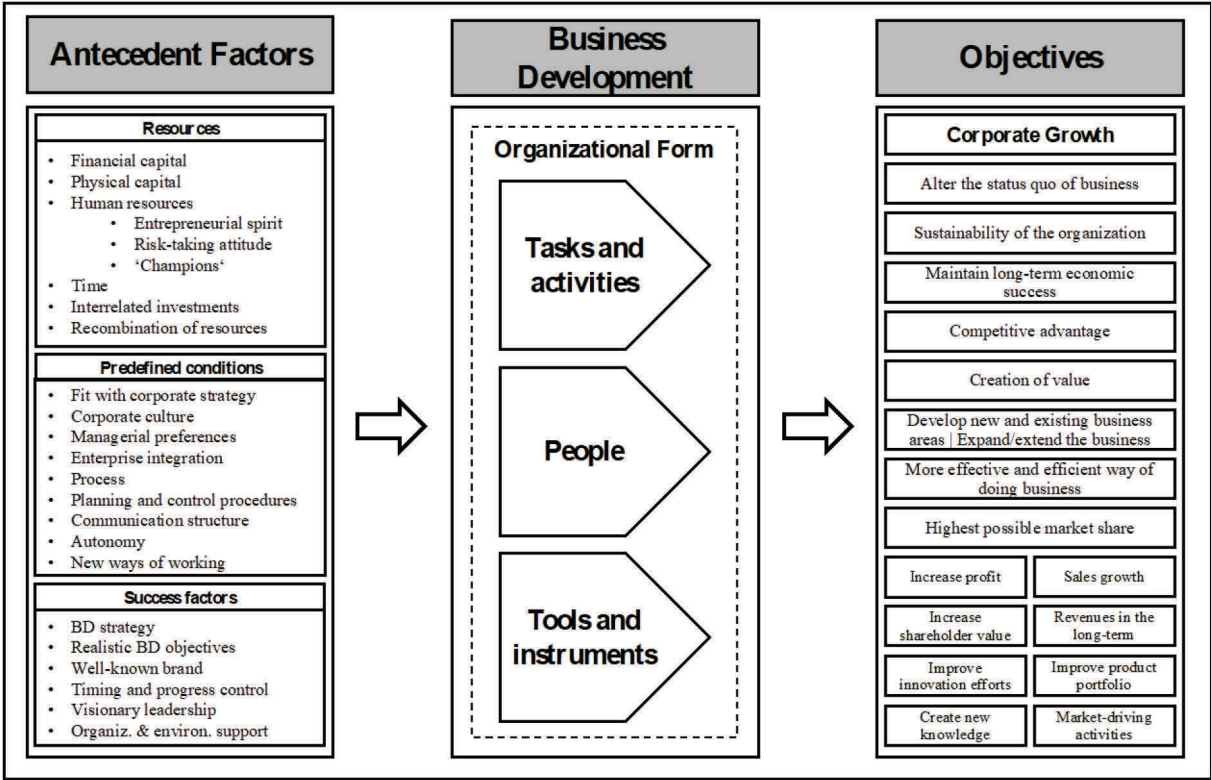 Antecedent Factors
Resources
• Financial capital
• Physical capital
• Human resources
• Entrepreneurial spirit
• Risk-taking attitude
• ‘Champions‘
• Time
• Interrelated investments
• Recombination of resources
Predefined conditions
• Fit with corporate strategy
• Corporate culture
• Managerial preferences
• Enterprise integration
• Process
• Planning and control procedures
• Communication structure
• Autonomy
• New ways of working
Success factors
• BD strategy
• Realistic BD objectives
• Well-known brand
• Timing and progress control
• Visionary leadership
• Organiz. & environ. support
Business
Development
Organizational Form
Tasks and
activities
People
Tools and
instruments
Objectives
Corporate Growth
Alter the status quo of business
Sustainability of the organization
Maintain long-term economic
success
Competitive advantage
Creation of value
Develop new and existing business
areas | Expand/extend the business
More effective and efficient way of
doing business
Highest possible market share
Increase profit
Sales growth
Increase
shareholder value
Revenues in the
long-term
Improve
innovation efforts
Improve product
portfolio
Create new
knowledge
Market-driving
activities